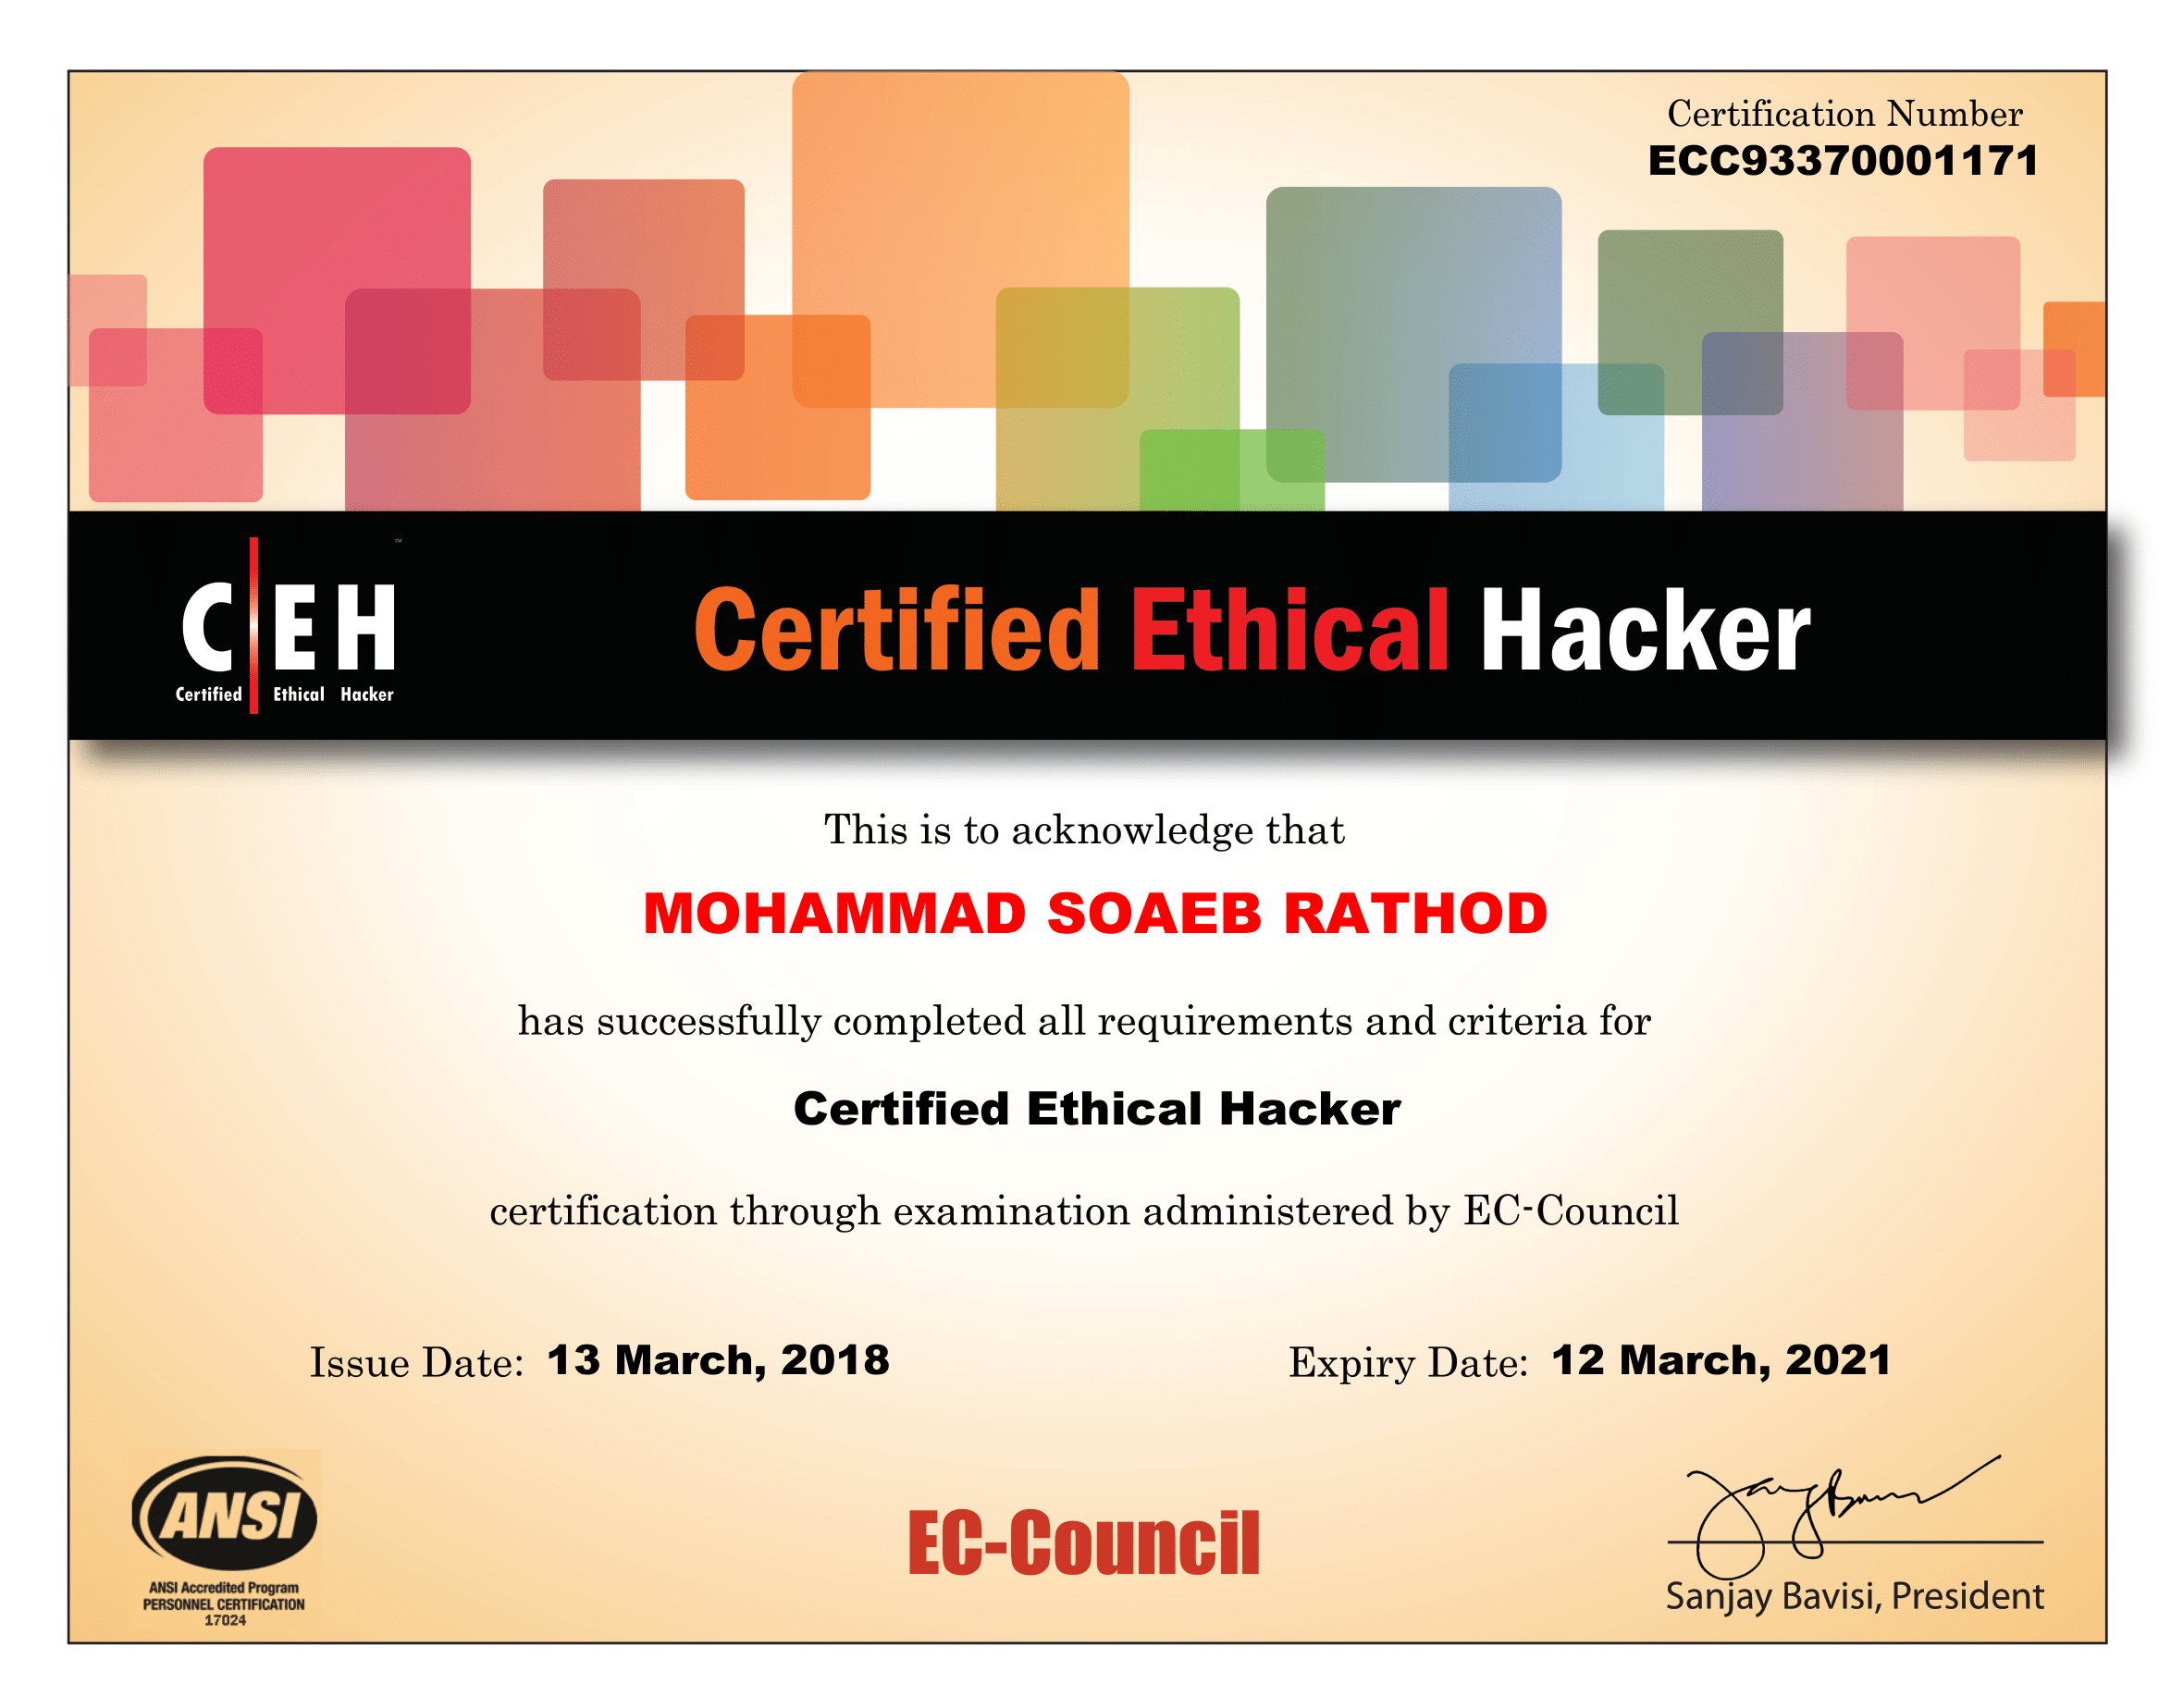 Certification Number
ECC93370001171
C EH ™
Certified Ethical Hacker
Certified Ethical Hacker
This is to acknowledge that
MOHAMMAD SOAEB RATHOD
has successfully completed all requirements and criteria for
Certified Ethical Hacker
certification through examination administered by EC-Council
Issue Date: 13 March, 2018 Expiry Date: 12 March, 2021
ANSI
ANSI Accredited Program
PERSONNEL CERTIFICATION
17024
EC-Council
Sanjay Bavisi, President